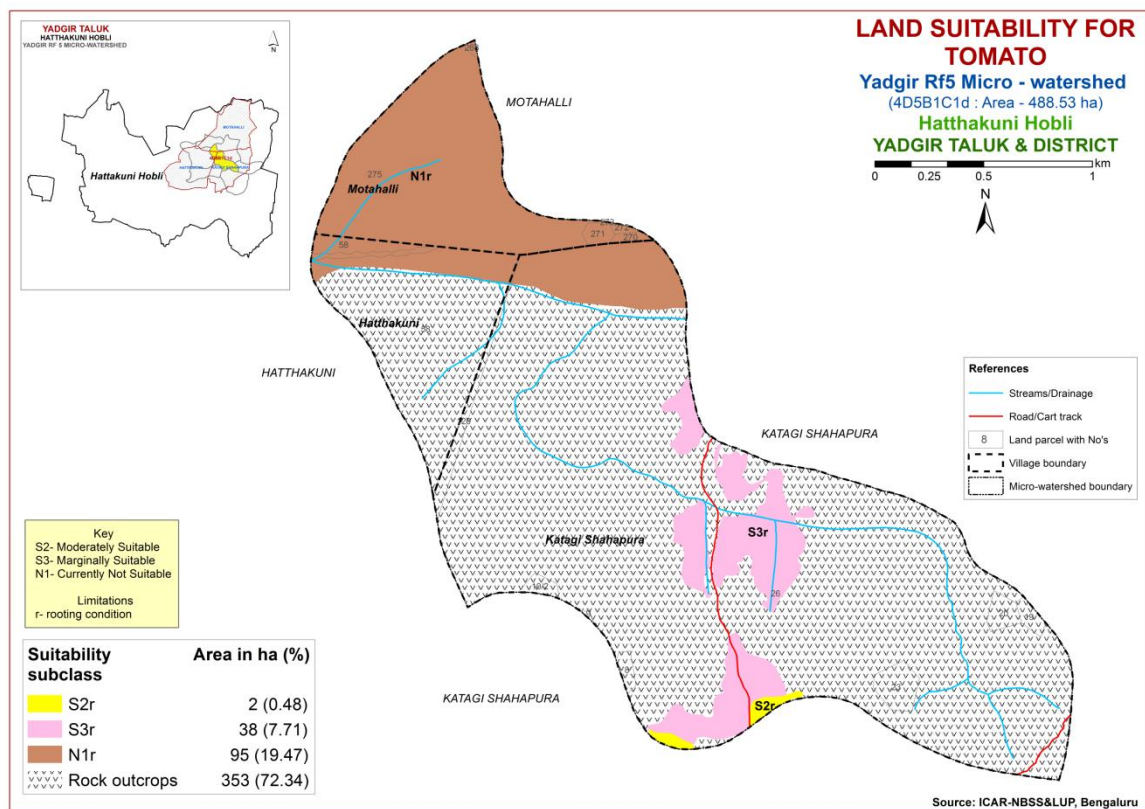 YADGIR TALUK
HATTHAKUNI HOBLI
YADGIR RF 5 MICRO-WATERSHED
N
MOTAHALLI
Hattakuni Hobli
LAND SUITABILITY FOR
TOMATO
Yadgir Rf5 Micro - watershed
(4D5B1C1d : Area - 488.53 ha)
Hatthakuni Hobli
YADGIR TALUK & DISTRICT
km
0 0.25 0.5 1
N
MOTAHALLI
275
N1r
Motahalli
58
271
272
270
Hatthakuni
HATTHAKUNI
KATAGI SHAPURA
S3r
Katagi Shahapura
26
S2r
KATAGI SHAHAPURA
References
Streams/Drainage
Road/Cart track
8 Land parcel with No's
Village boundary
Micro-watershed boundary
Key
S2- Moderately Suitable
S3- Marginally Suitable
N1- Currently Not Suitable
Limitations
r- rooting condition
Suitability subclass
Area in ha (%)
S2r 2 (0.48)
S3r 38 (7.71)
N1r 95 (19.47)
Rock outcrops 353 (72.34)
Source: ICAR-NBSS&LUP, Bengaluru